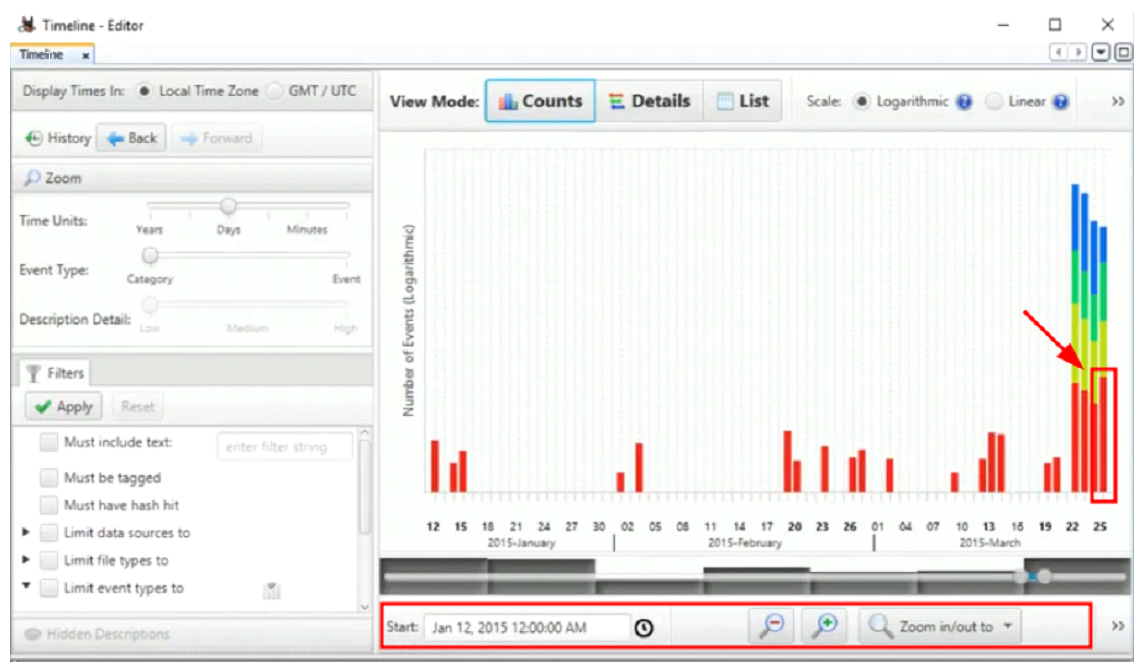 Timeline - Editor
Timeline x
Display Times In: Local Time Zone GMT / UTC
History Back Forward
Zoom
Time Units: Years Days Minutes
Event Type: Category Event
Description Detail: Low Medium High
Filters
Apply Reset
Must include text: enter filter string
Must be tagged
Must have hash hit
Limit data sources to
Limit file types to
Limit event types to
Hidden Descriptions
View Mode: Counts Details List Scale: Logarithmic ? Linear ? >>
Number of Events (Logarithmic)
12 15 18 21 24 27 30 02 05 08 11 14 17 20 23 26 01 04 07 10 13 16 19 22 25
2015-January 2015-February 2015-March
Start: Jan 12, 2015 12:00:00 AM Zoom in/out to >>